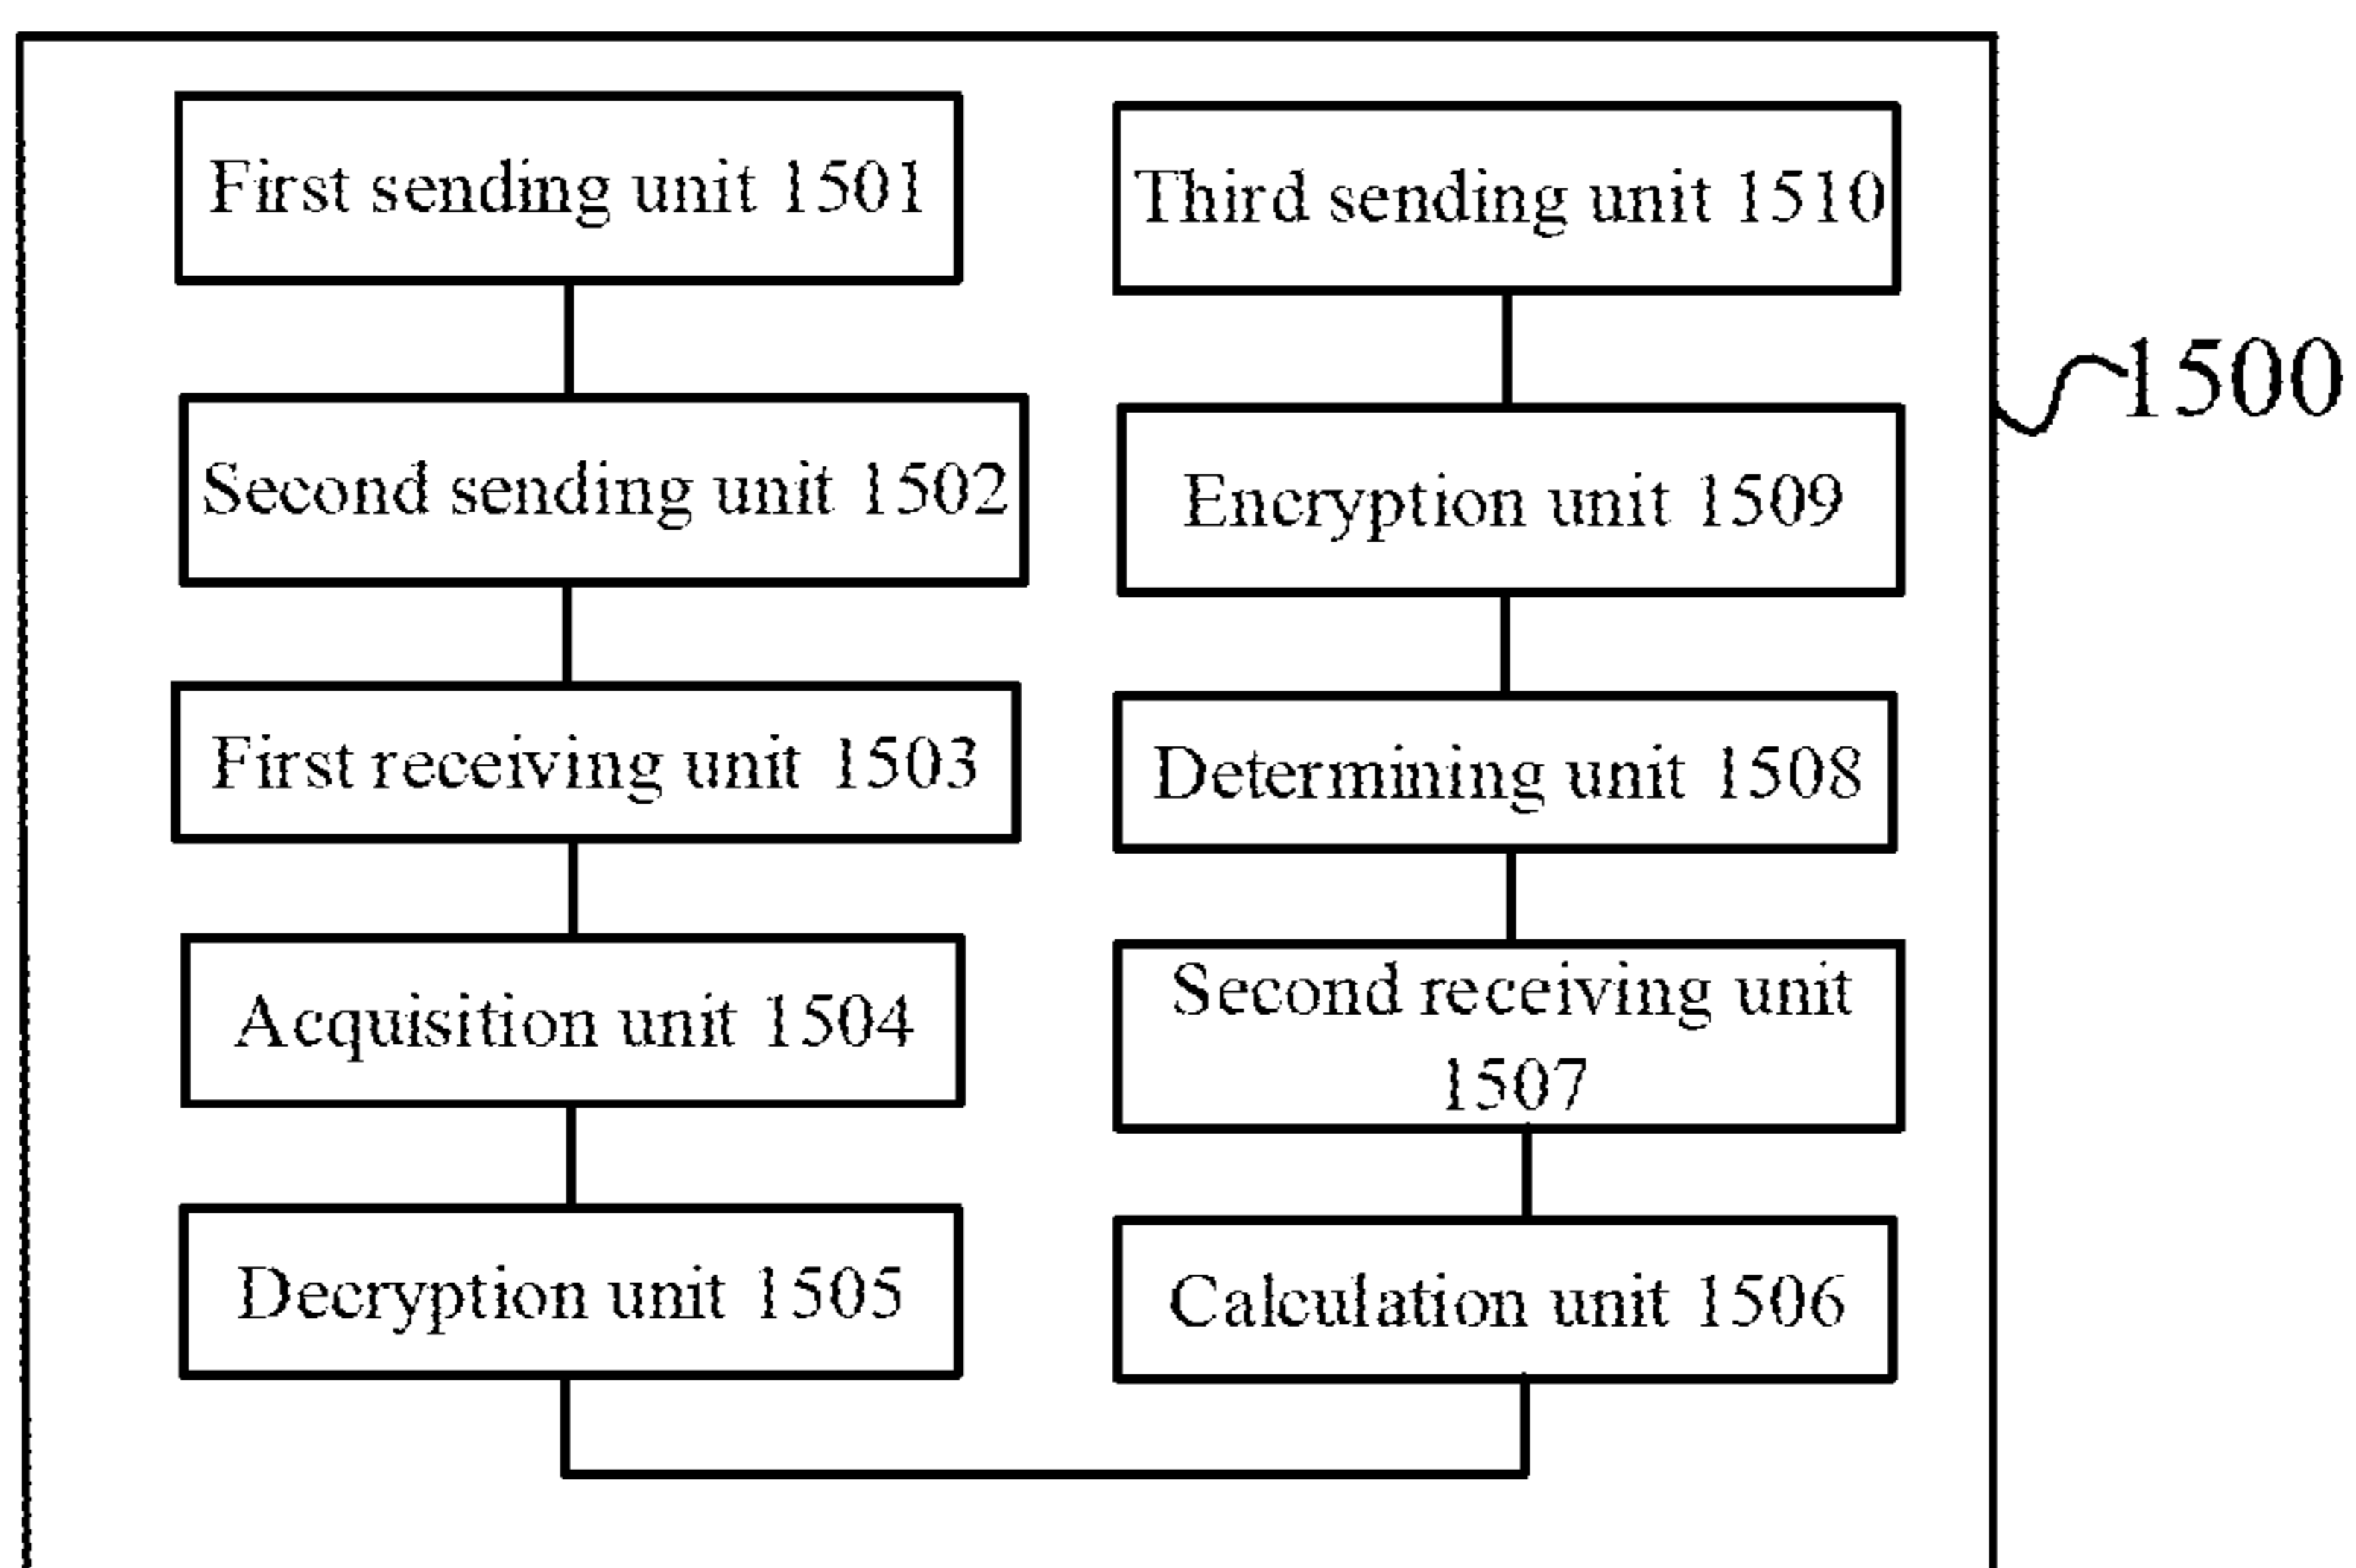 First sending unit 1501
Second sending unit 1502
First receiving unit 1503
Acquisition unit 1504
Decryption unit 1505
Third sending unit 1510
Encryption unit 1509
Determining unit 1508
Second receiving unit
1507
Calculation unit 1506
1500